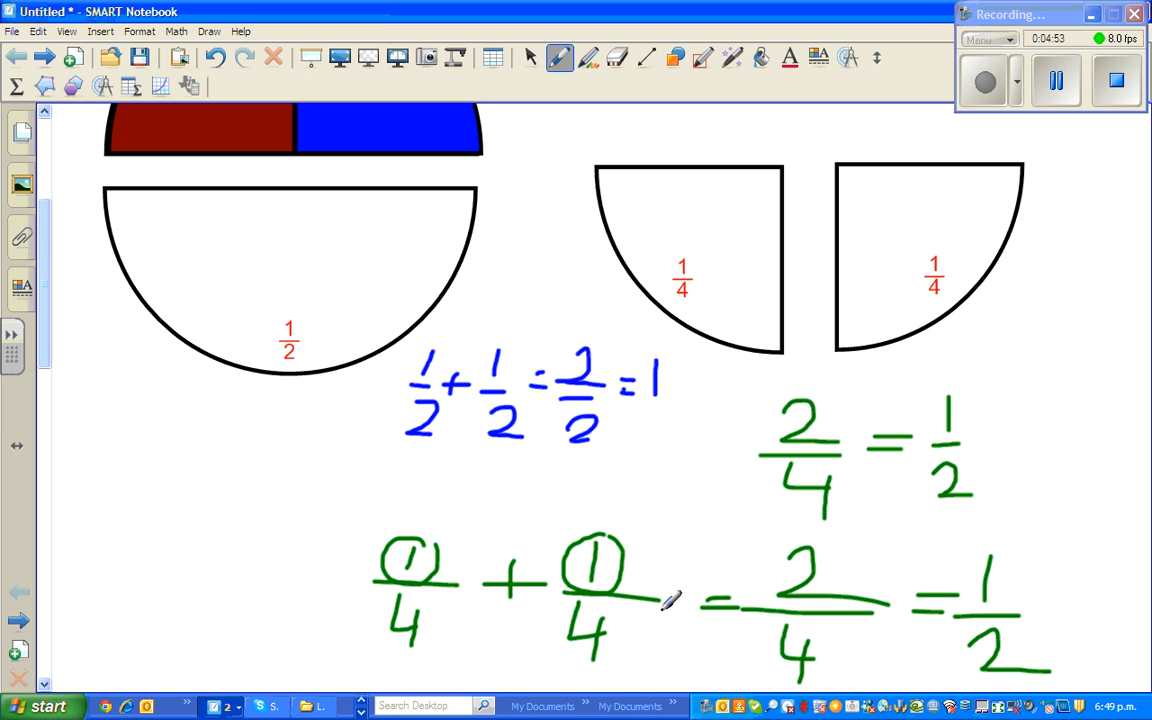 Untitled * - SMART Notebook
Recording...
File Edit View Insert Format Math Draw Help
Menu 0:04:53 8.0 fps
1/4 1/4
1/2
1/2 + 1/2 = 2/2 = 1
2/4 = 1/2
1/4 + 1/4 = 2/4 = 1/2
start 2 S. L. Search Desktop My Documents » My Documents » 6:49 p.m.